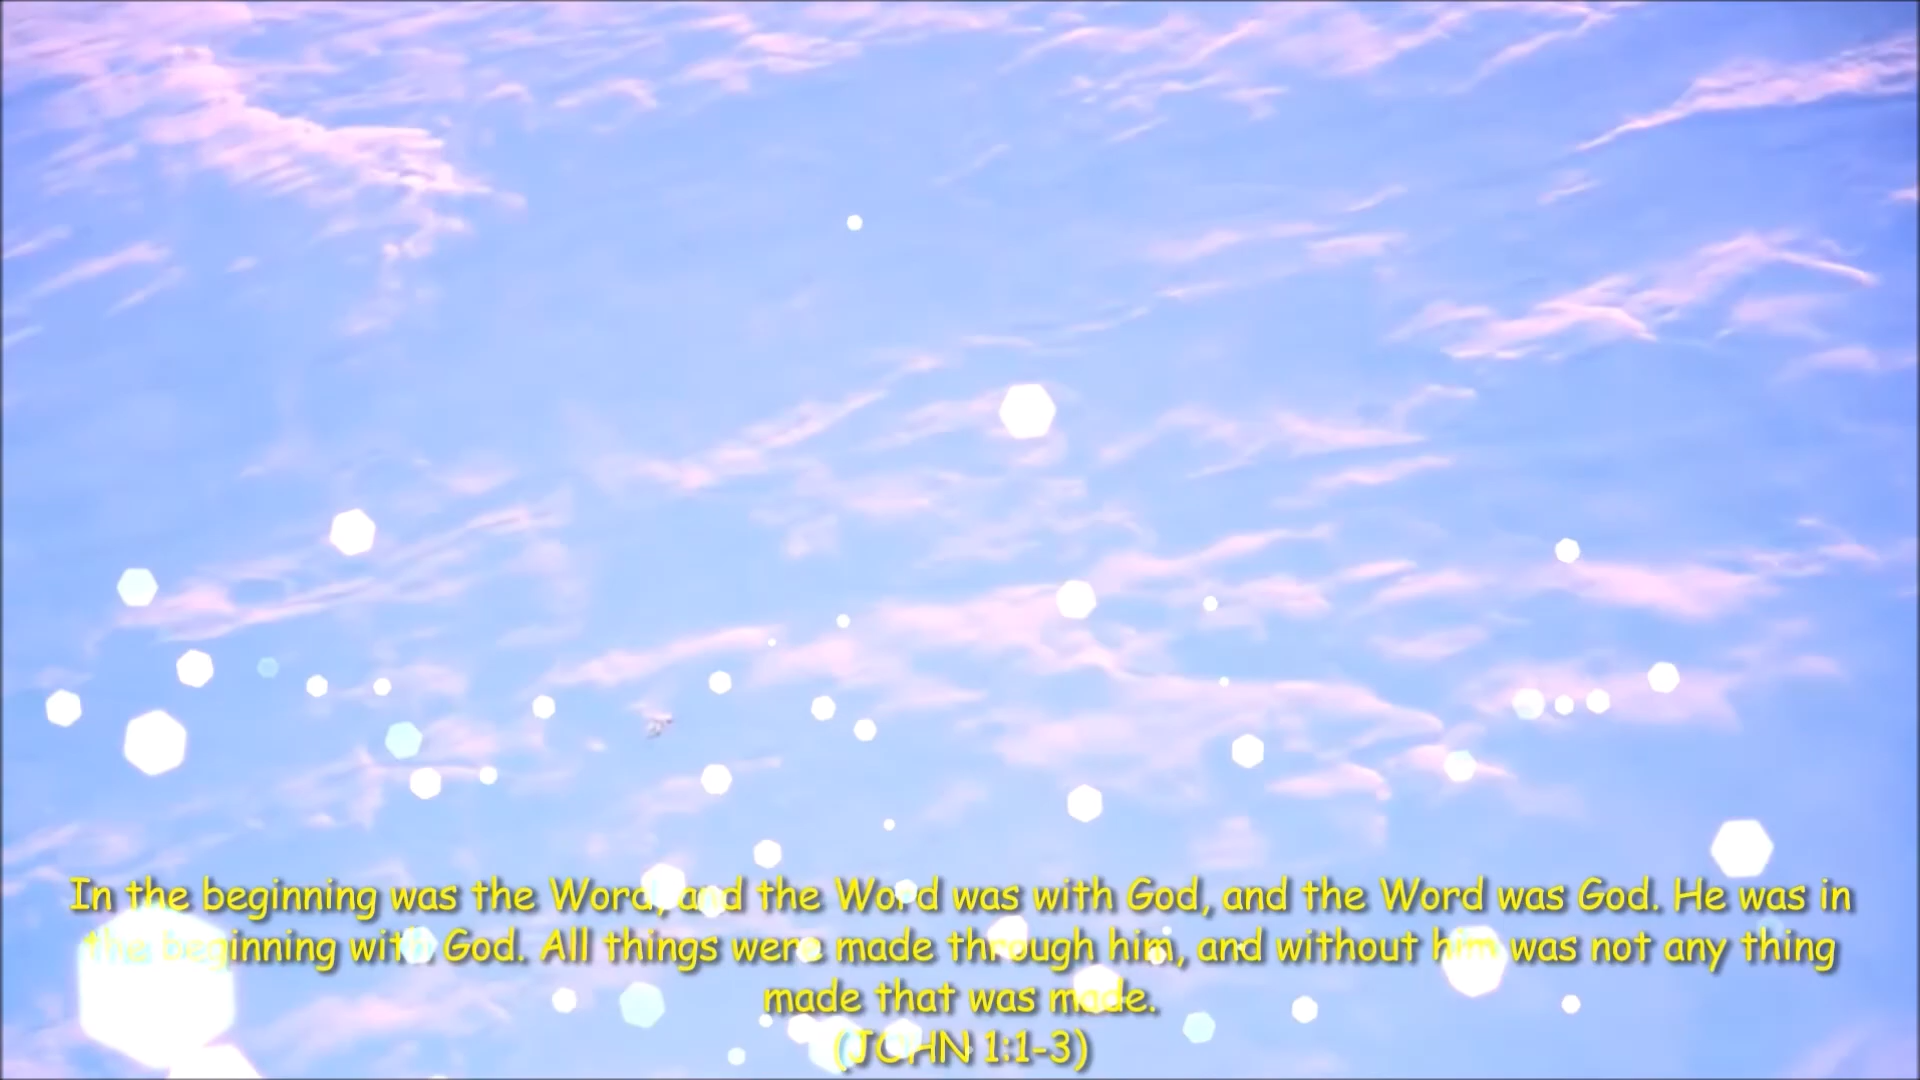 In the beginning was the Word, and the Word was with God, and the Word was God. He was in
the beginning with God. All things were made through him, and without him was not any thing
made that was made.
(JOHN 1:1-3)